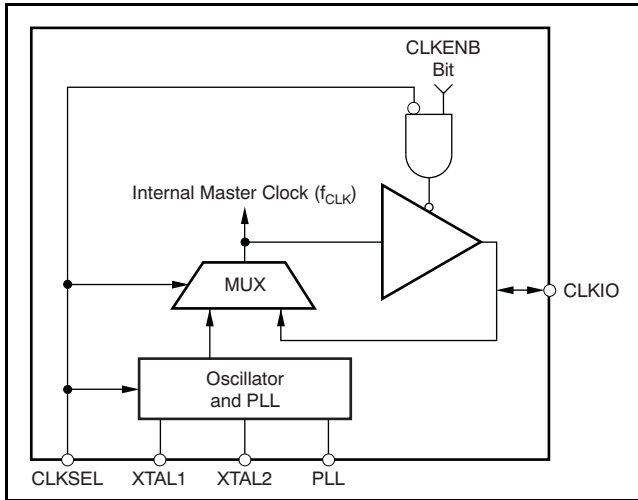 CLKENB
Bit
Internal Master Clock (fCLK)
MUX
CLKIO
Oscillator
and PLL
CLKSEL XTAL1 XTAL2 PLL